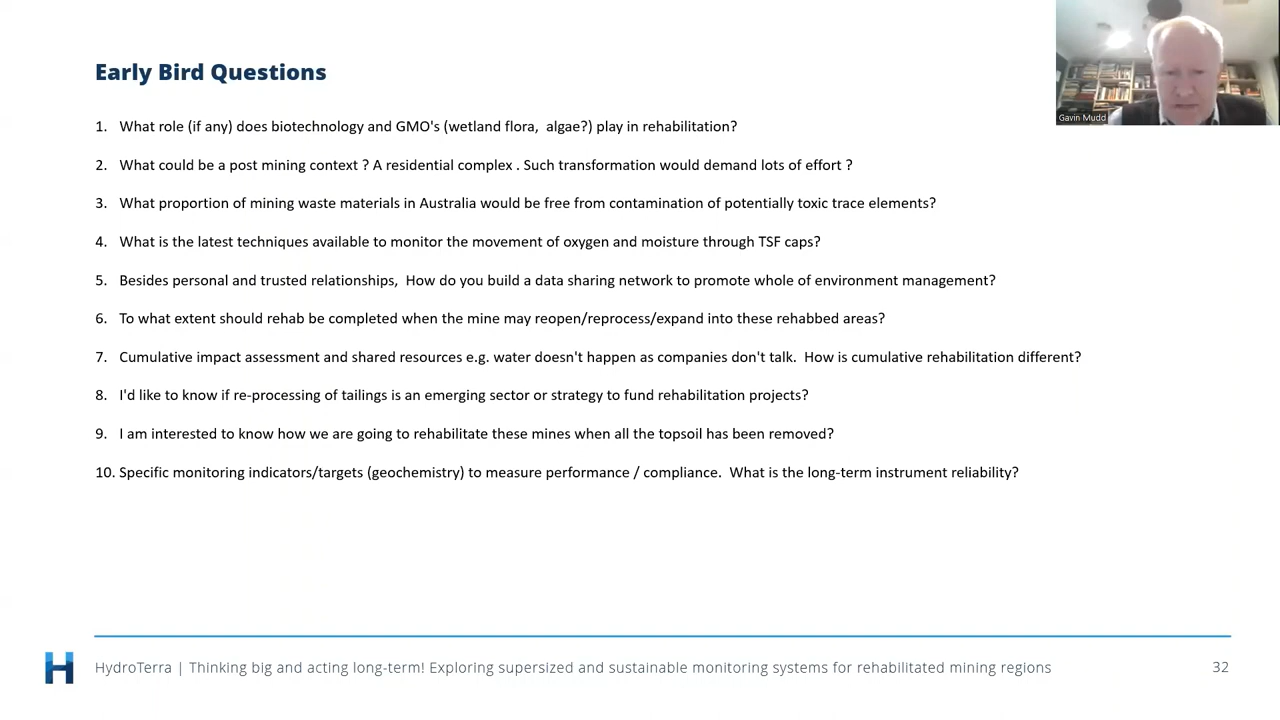 Early Bird Questions
Gavin Mudd
1. What role (if any) does biotechnology and GMO's (wetland flora, algae?) play in rehabilitation?
2. What could be a post mining context ? A residential complex . Such transformation would demand lots of effort ?
3. What proportion of mining waste materials in Australia would be free from contamination of potentially toxic trace elements?
4. What is the latest techniques available to monitor the movement of oxygen and moisture through TSF caps?
5. Besides personal and trusted relationships, How do you build a data sharing network to promote whole of environment management?
6. To what extent should rehab be completed when the mine may reopen/reprocess/expand into these rehabbed areas?
7. Cumulative impact assessment and shared resources e.g. water doesn't happen as companies don't talk. How is cumulative rehabilitation different?
8. I'd like to know if re-processing of tailings is an emerging sector or strategy to fund rehabilitation projects?
9. I am interested to know how we are going to rehabilitate these mines when all the topsoil has been removed?
10. Specific monitoring indicators/targets (geochemistry) to measure performance / compliance. What is the long-term instrument reliability?
HydroTerra | Thinking big and acting long-term! Exploring supersized and sustainable monitoring systems for rehabilitated mining regions
32